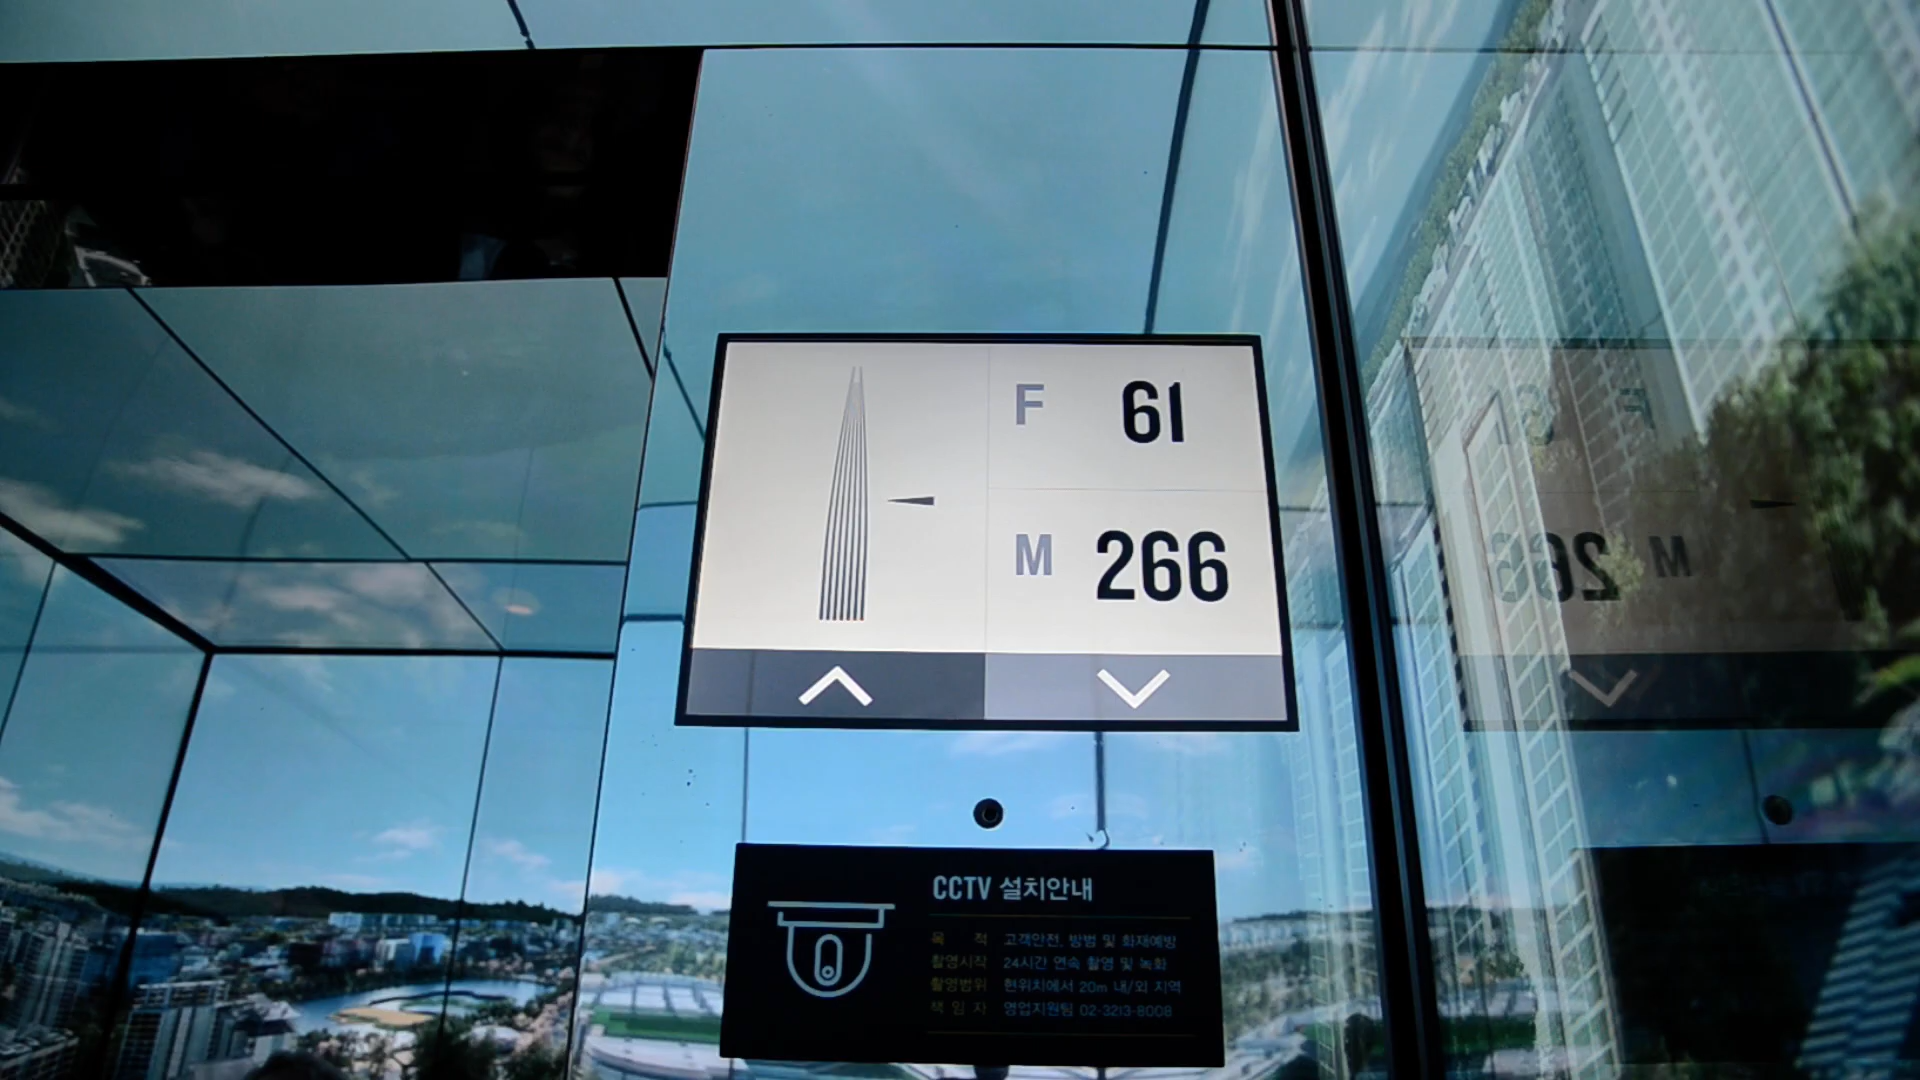 F 61
M 266
CCTV 설치안내
목 적 고객안전, 방범 및 화재예방
촬영시작 24시간 연속 촬영 및 녹화
촬영범위 현위치에서 20m 내/외 지역
책 임 자 영업지원팀 02-3213-8008